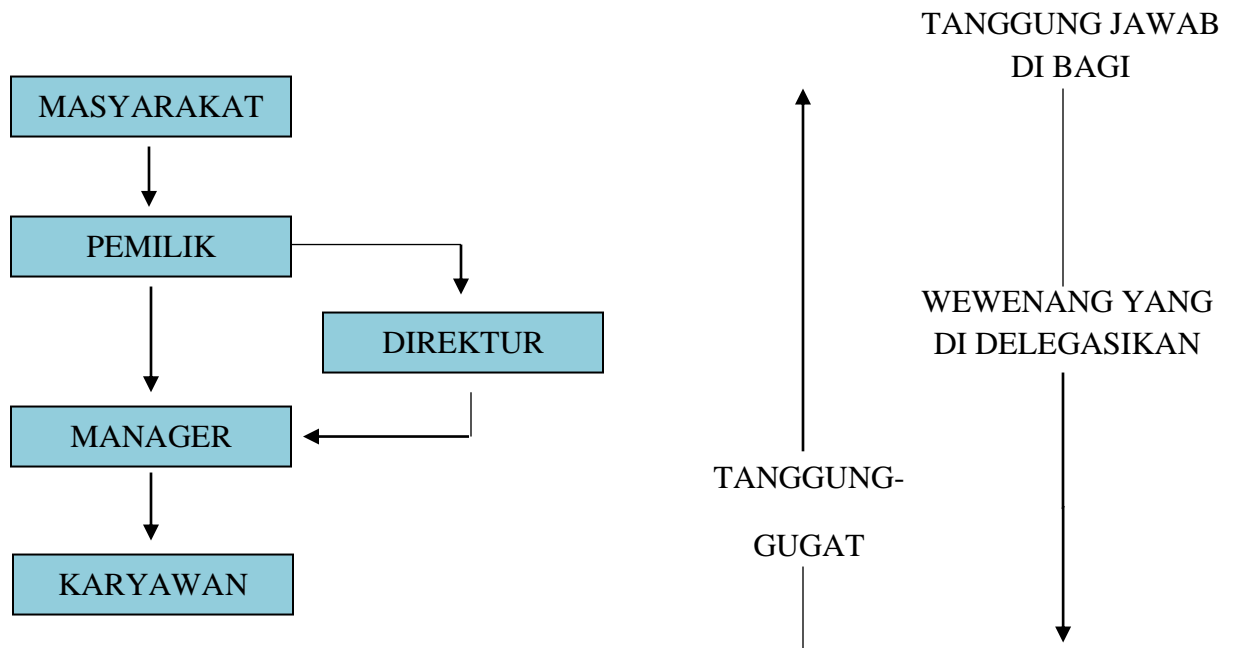 MASYARAKAT
PEMILIK
DIREKTUR
MANAGER
KARYAWAN
TANGGUNG-
GUGAT
TANGGUNG JAWAB
DI BAGI
WEWENANG YANG
DI DELEGASIKAN